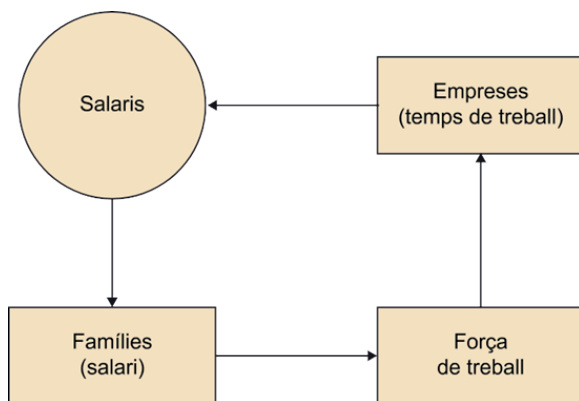 Salaris
Empreses
(temps de treball)
Famílies
(salari)
Força
de treball